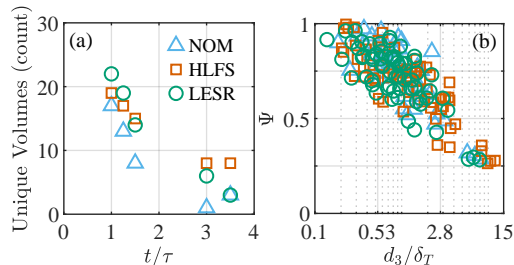 (a)
NOM
HLFS
LESR
Unique Volumes (count)
30
20
10
0
0 1 2 3 4
t/τ
(b)
Ψ
1
0.5
0
0.1 0.53 2.8 15
d₃/δ_T